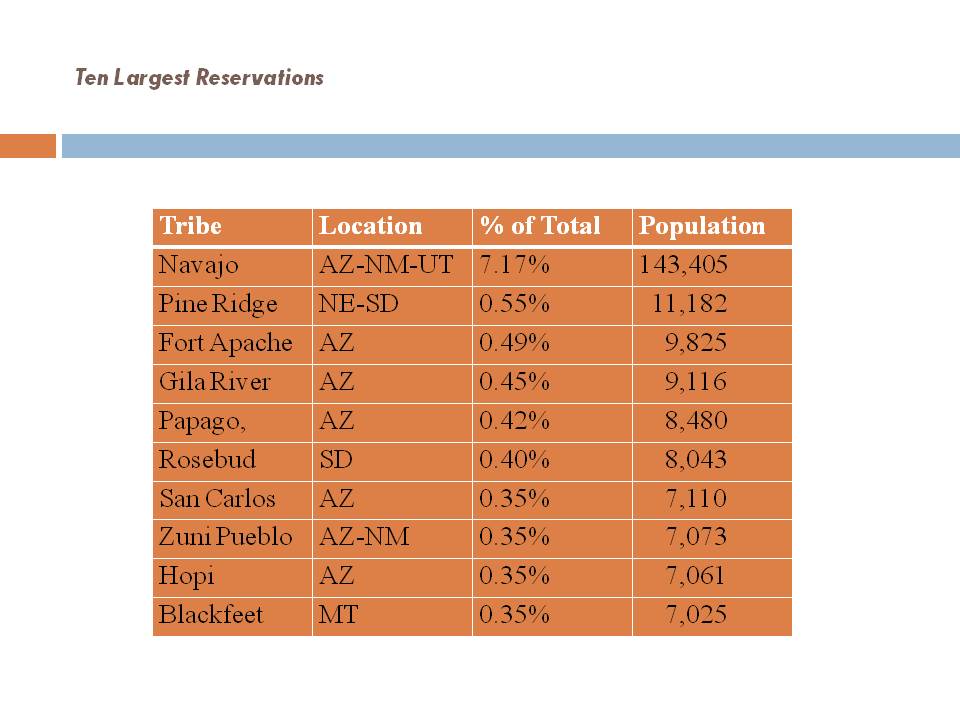 Ten Largest Reservations
Tribe Location % of Total Population
Navajo AZ-NM-UT 7.17% 143,405
Pine Ridge NE-SD 0.55% 11,182
Fort Apache AZ 0.49% 9,825
Gila River AZ 0.45% 9,116
Papago, AZ 0.42% 8,480
Rosebud SD 0.40% 8,043
San Carlos AZ 0.35% 7,110
Zuni Pueblo AZ-NM 0.35% 7,073
Hopi AZ 0.35% 7,061
Blackfeet MT 0.35% 7,025